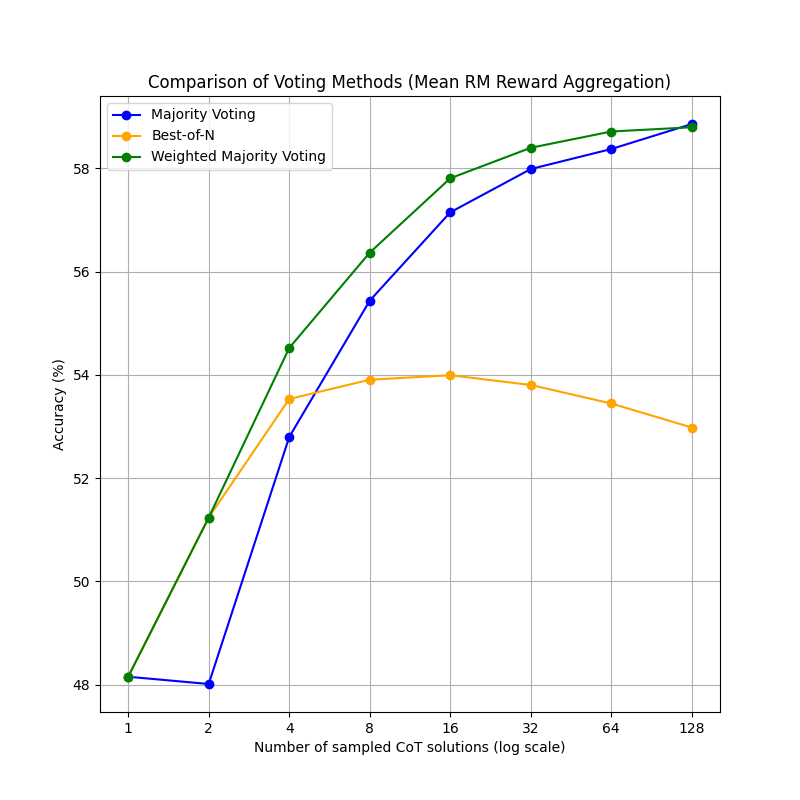 Comparison of Voting Methods (Mean RM Reward Aggregation)
Majority Voting
Best-of-N
Weighted Majority Voting
Accuracy (%)
58
56
54
52
50
48
1 2 4 8 16 32 64 128
Number of sampled CoT solutions (log scale)